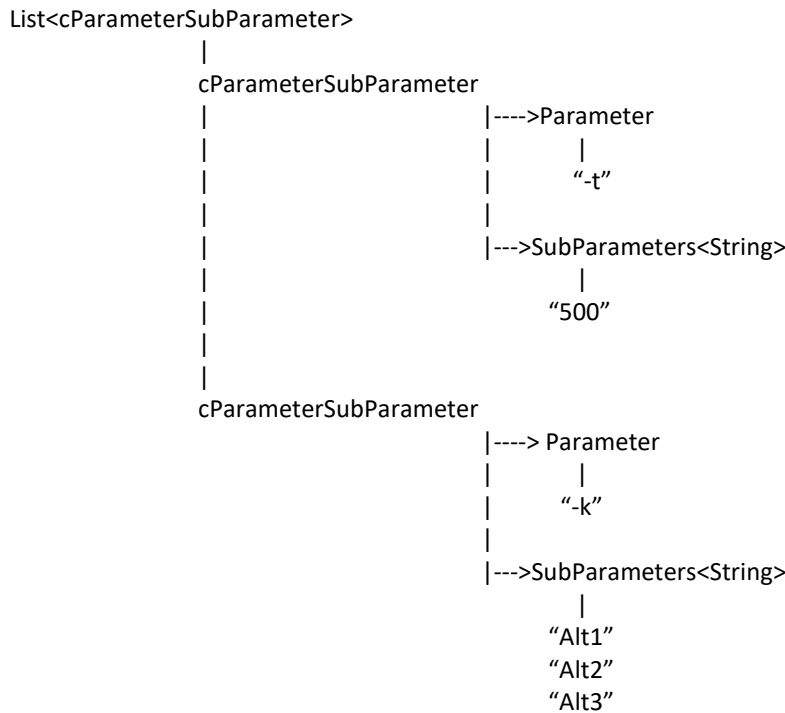 List<cParameterSubParameter>
|
cParameterSubParameter
| |---->Parameter
| | |
| | “-t”
| |
| |--->SubParameters<String>
| |
| “500”
|
|
cParameterSubParameter
|----> Parameter
| |
| “-k”
|
|--->SubParameters<String>
|
“Alt1”
“Alt2”
“Alt3”